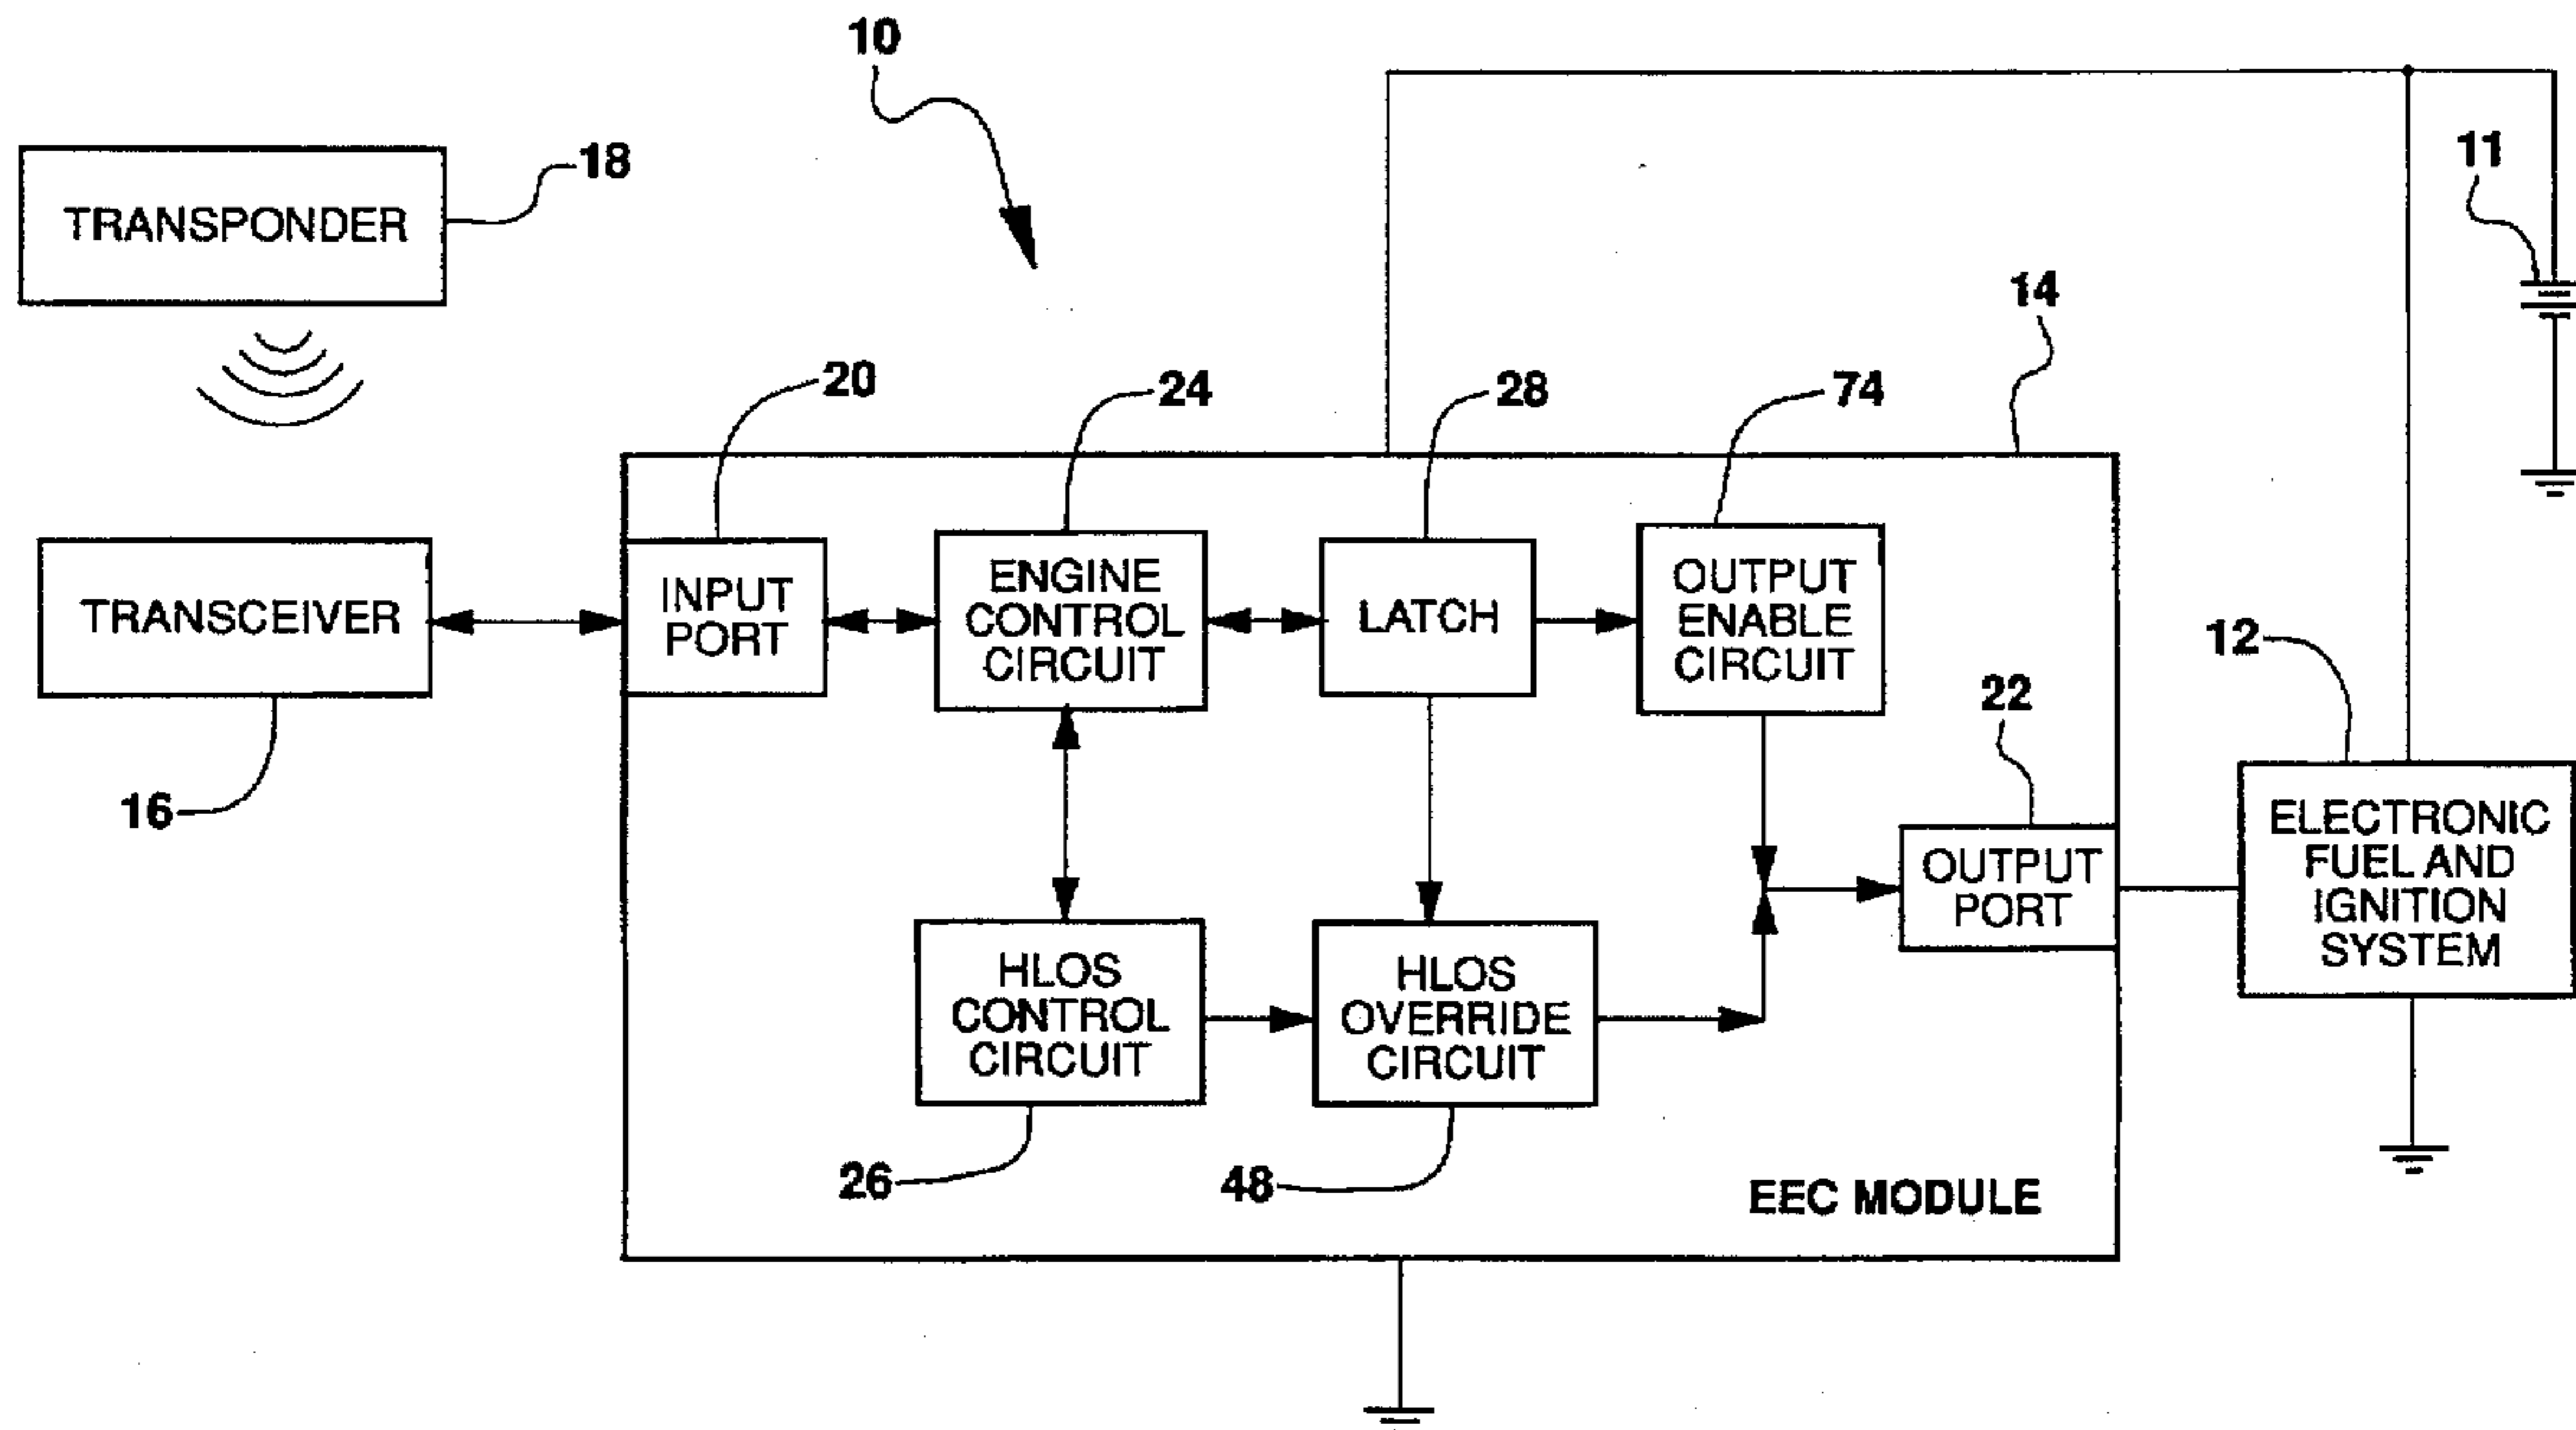 10
18
TRANSPONDER
11
14
20
24
28
74
TRANSCEIVER
INPUT
PORT
ENGINE
CONTROL
CIRCUIT
LATCH
OUTPUT
ENABLE
CIRCUIT
12
22
16
OUTPUT
PORT
ELECTRONIC
FUEL AND
IGNITION
SYSTEM
HLOS
CONTROL
CIRCUIT
HLOS
OVERRIDE
CIRCUIT
26
48
EEC MODULE